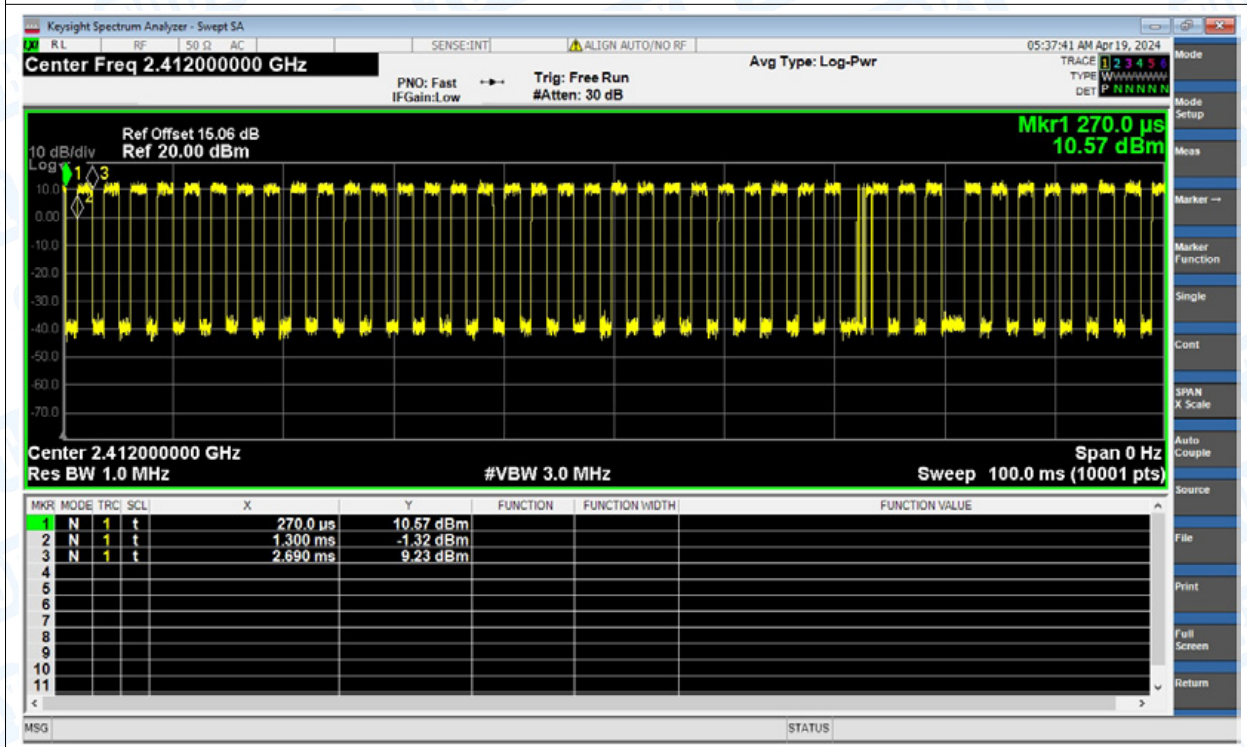 Keysight Spectrum Analyzer - Swept SA
RL RF 50 Ω AC SENSE:INT ALIGN AUTO/NO RF 05:37:41 AM Apr 19, 2024
Center Freq 2.412000000 GHz
PNO: Fast
IFGain:Low
Trig: Free Run
#Atten: 30 dB
Avg Type: Log-Pwr
TRACE 1 2 3 4 5 6
TYPE WWWWWW
DET P N N N N N
Mkr1 270.0 µs
10.57 dBm
Ref Offset 15.06 dB
10 dB/div Ref 20.00 dBm
Log
1 3
2
10.0
0.00
-10.0
-20.0
-30.0
-40.0
-50.0
-60.0
-70.0
Center 2.412000000 GHz Span 0 Hz
Res BW 1.0 MHz #VBW 3.0 MHz Sweep 100.0 ms (10001 pts)
MKR MODE TRC SCL X Y FUNCTION FUNCTION WIDTH FUNCTION VALUE
1 N 1 t 270.0 µs 10.57 dBm
2 N 1 t 1.300 ms -1.32 dBm
3 N 1 t 2.690 ms 9.23 dBm
4
5
6
7
8
9
10
11
MSG STATUS
Mode
Mode Setup
Meas
Marker →
Marker Function
Single
Cont
SPAN X Scale
Auto Couple
Source
File
Print
Full Screen
Return